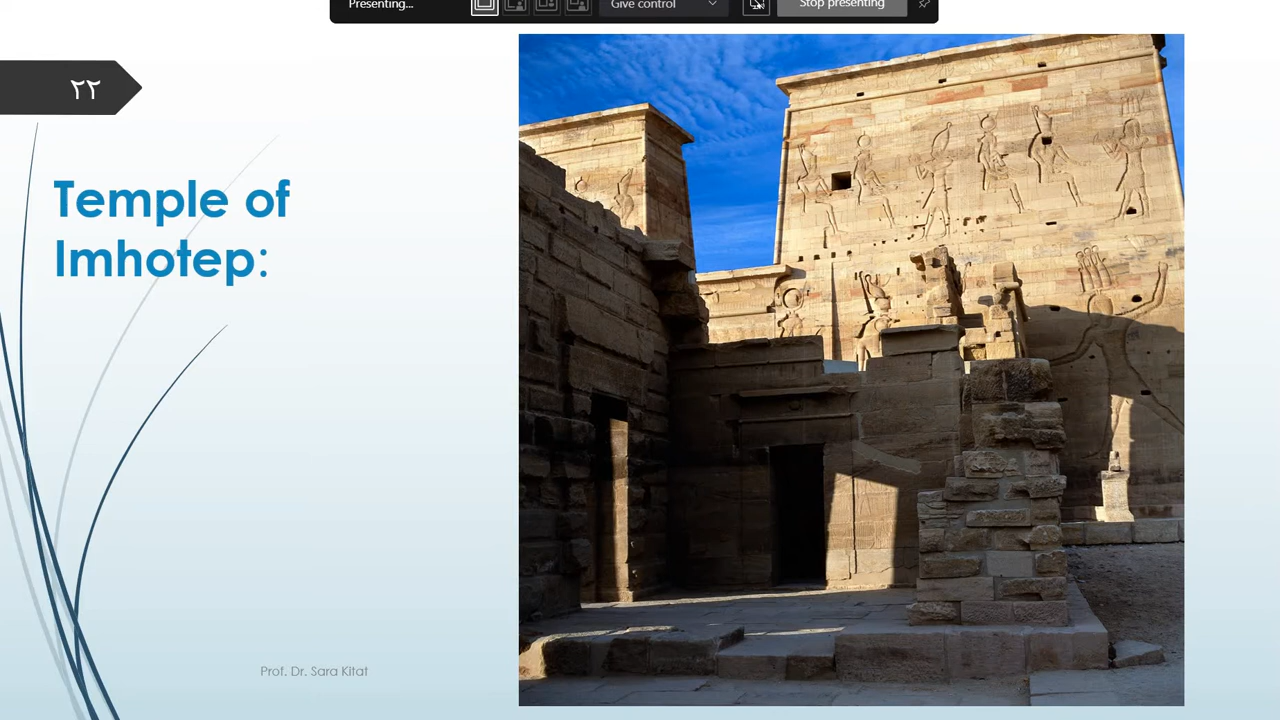 Presenting...
Give control
Stop presenting
٢٢
Temple of
Imhotep:
Prof. Dr. Sara Kitat